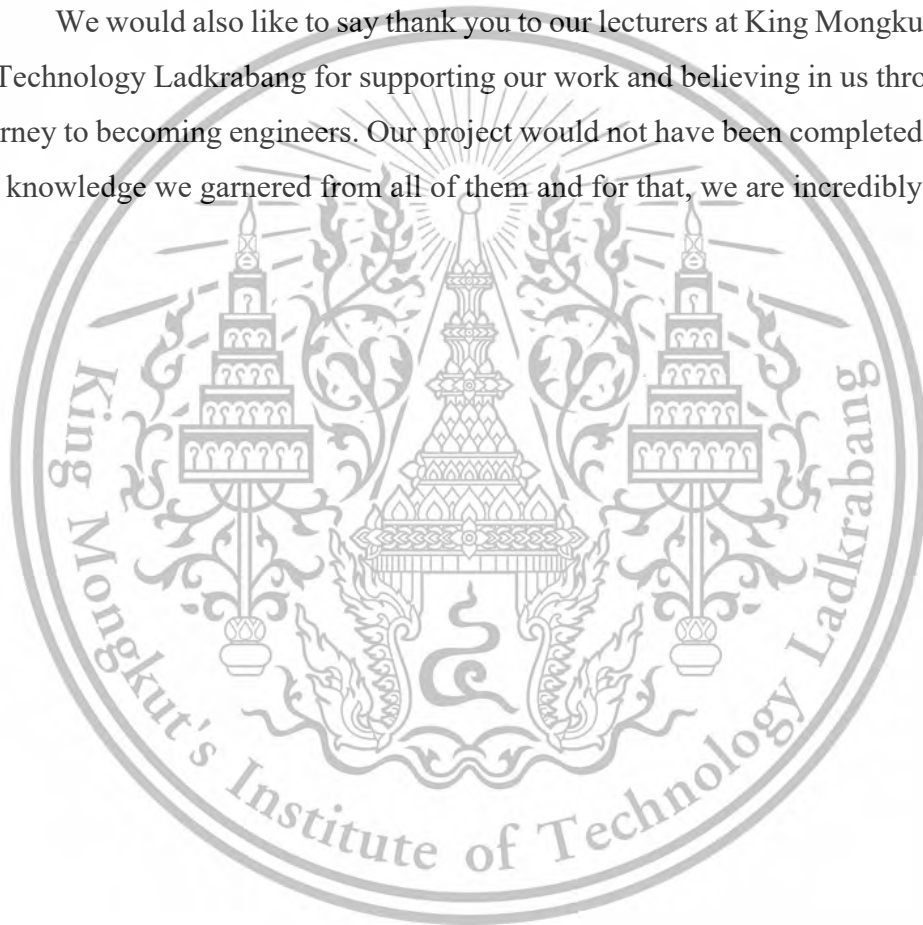 We would also like to say thank you to our lecturers at King Mongku
Technology Ladkrabang for supporting our work and believing in us thro
rney to becoming engineers. Our project would not have been completed
knowledge we garnered from all of them and for that, we are incredibly
King Mongkut's Institute of Technology Ladkrabang
๔